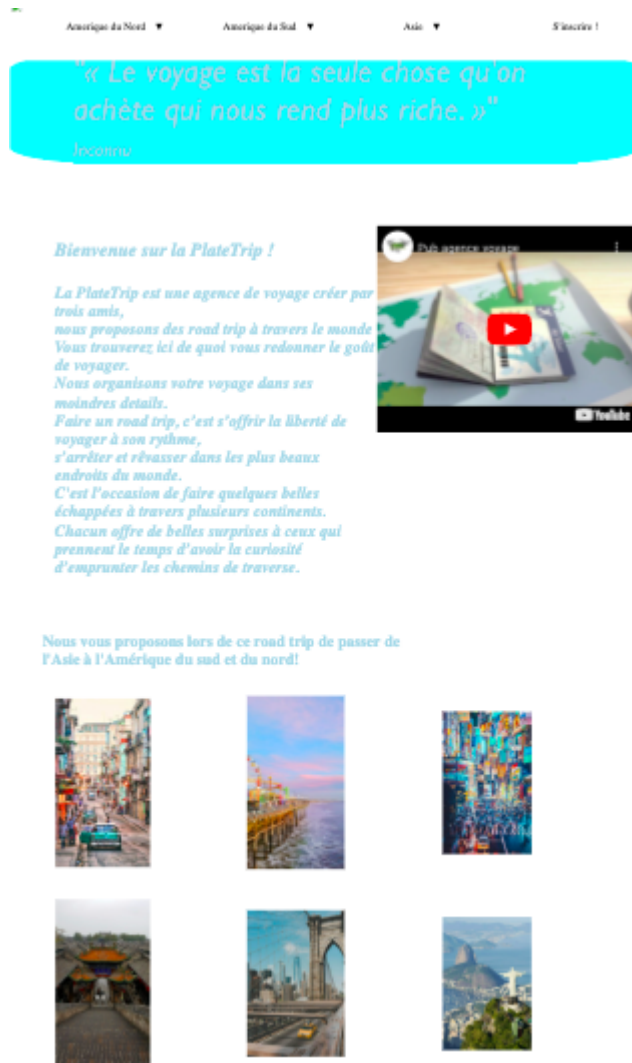 Amerique du Nord ▼ Amerique du Sud ▼ Asie ▼ S'inscrire !
"« Le voyage est la seule chose qu'on
achète qui nous rend plus riche. »"
Inconnu
Bienvenue sur la PlateTrip !
La PlateTrip est une agence de voyage créer par
trois amis,
nous proposons des road trip à travers le monde
Vous trouverez ici de quoi vous redonner le goût
de voyager.
Nous organisons votre voyage dans ses
moindres details.
Faire un road trip, c'est s'offrir la liberté de
voyager à son rythme,
s'arrêter et rêvasser dans les plus beaux
endroits du monde.
C'est l'occasion de faire quelques belles
échappées à travers plusieurs continents.
Chacun offre de belles surprises à ceux qui
prennent le temps d'avoir la curiosité
d'emprunter les chemins de traverse.
Pub agence voyage
YouTube
Nous vous proposons lors de ce road trip de passer de
l'Asie à l'Amérique du sud et du nord!